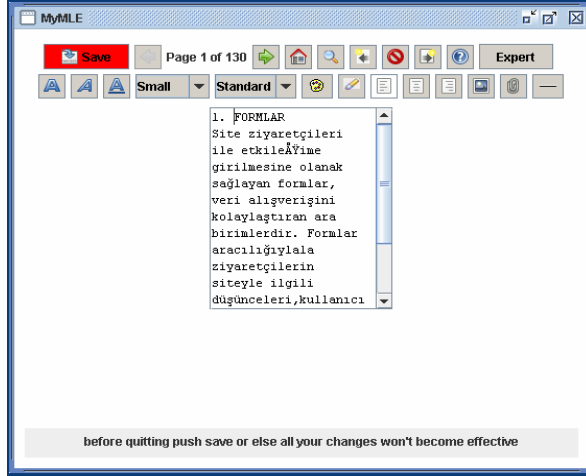 MyMLE
Save Page 1 of 130 Expert
A A A Small Standard
1. FORMLAR
Site ziyaretçileri
ile etkileÅŸime
girilmesine olanak
sağlayan formlar,
veri alışverişini
kolaylaştıran ara
birimlerdir. Formlar
aracılığıylala
ziyaretçilerin
siteyle ilgili
düşünceleri,kullanıcı
before quitting push save or else all your changes won't become effective